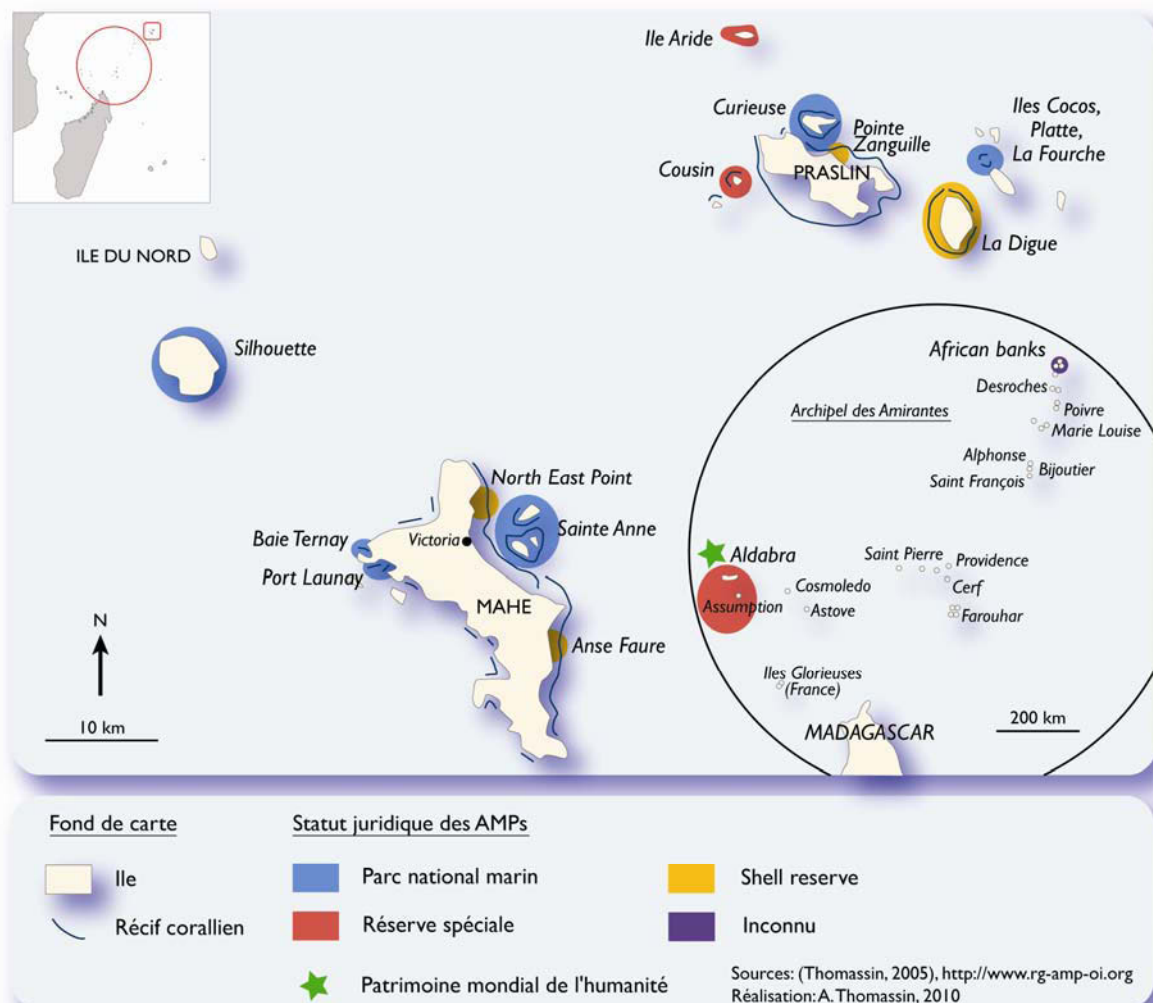 Ile Aride
Curieuse
Pointe
Zanguille
Iles Cocos,
Platte,
La Fourche
Cousin
PRASLIN
La Digue
ILE DU NORD
Silhouette
African banks
Desroches
Archipel des Amirantes
Poivre
Marie Louise
Alphonse
Bijoutier
Saint François
North East Point
Sainte Anne
Baie Ternay
Victoria
Port Launay
MAHE
Anse Faure
Aldabra
Saint Pierre
Providence
Cosmoledo
Cerf
Assumption
Astove
Farouhar
Iles Glorieuses
(France)
MADAGASCAR
N
10 km
200 km
Fond de carte
Statut juridique des AMPs
Ile
Parc national marin
Shell reserve
Récif corallien
Réserve spéciale
Inconnu
Patrimoine mondial de l'humanité
Sources: (Thomassin, 2005), http://www.rg-amp-oi.org
Réalisation: A. Thomassin, 2010